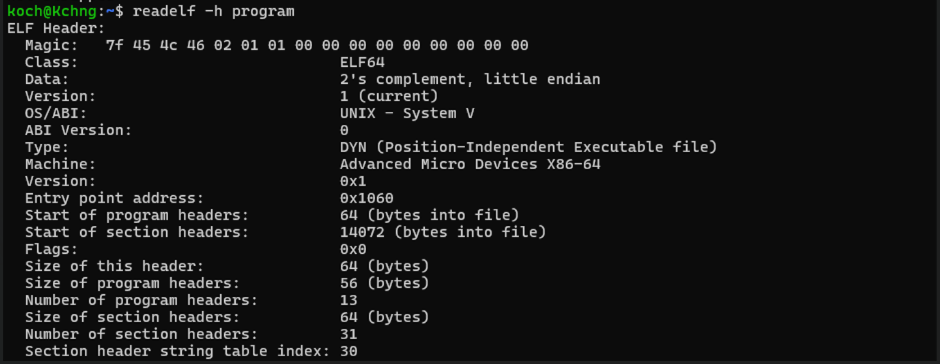 koch@Kchng:~$ readelf -h program
ELF Header:
  Magic:   7f 45 4c 46 02 01 01 00 00 00 00 00 00 00 00 00
  Class:                             ELF64
  Data:                              2's complement, little endian
  Version:                           1 (current)
  OS/ABI:                            UNIX - System V
  ABI Version:                       0
  Type:                              DYN (Position-Independent Executable file)
  Machine:                           Advanced Micro Devices X86-64
  Version:                           0x1
  Entry point address:               0x1060
  Start of program headers:          64 (bytes into file)
  Start of section headers:          14072 (bytes into file)
  Flags:                             0x0
  Size of this header:               64 (bytes)
  Size of program headers:           56 (bytes)
  Number of program headers:         13
  Size of section headers:           64 (bytes)
  Number of section headers:         31
  Section header string table index: 30